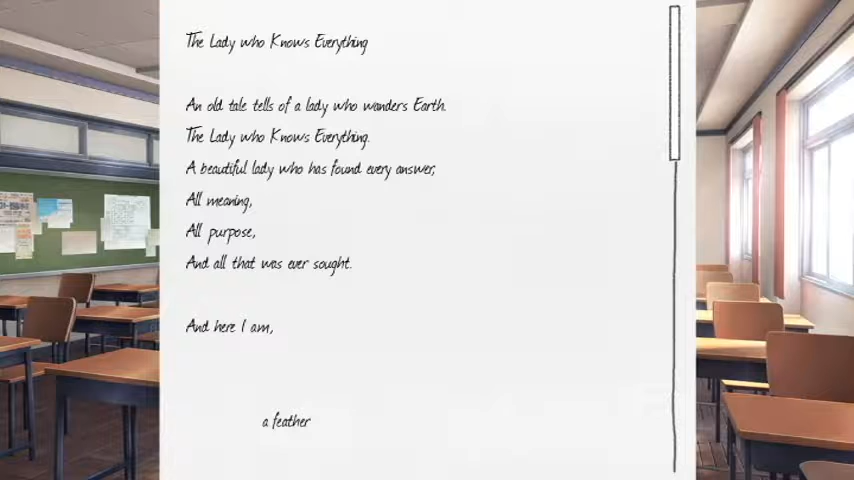 The Lady who Knows Everything
An old tale tells of a lady who wanders Earth.
The Lady who Knows Everything.
A beautiful lady who has found every answer,
All meaning,
All purpose,
And all that was ever sought.
And here I am,
a feather